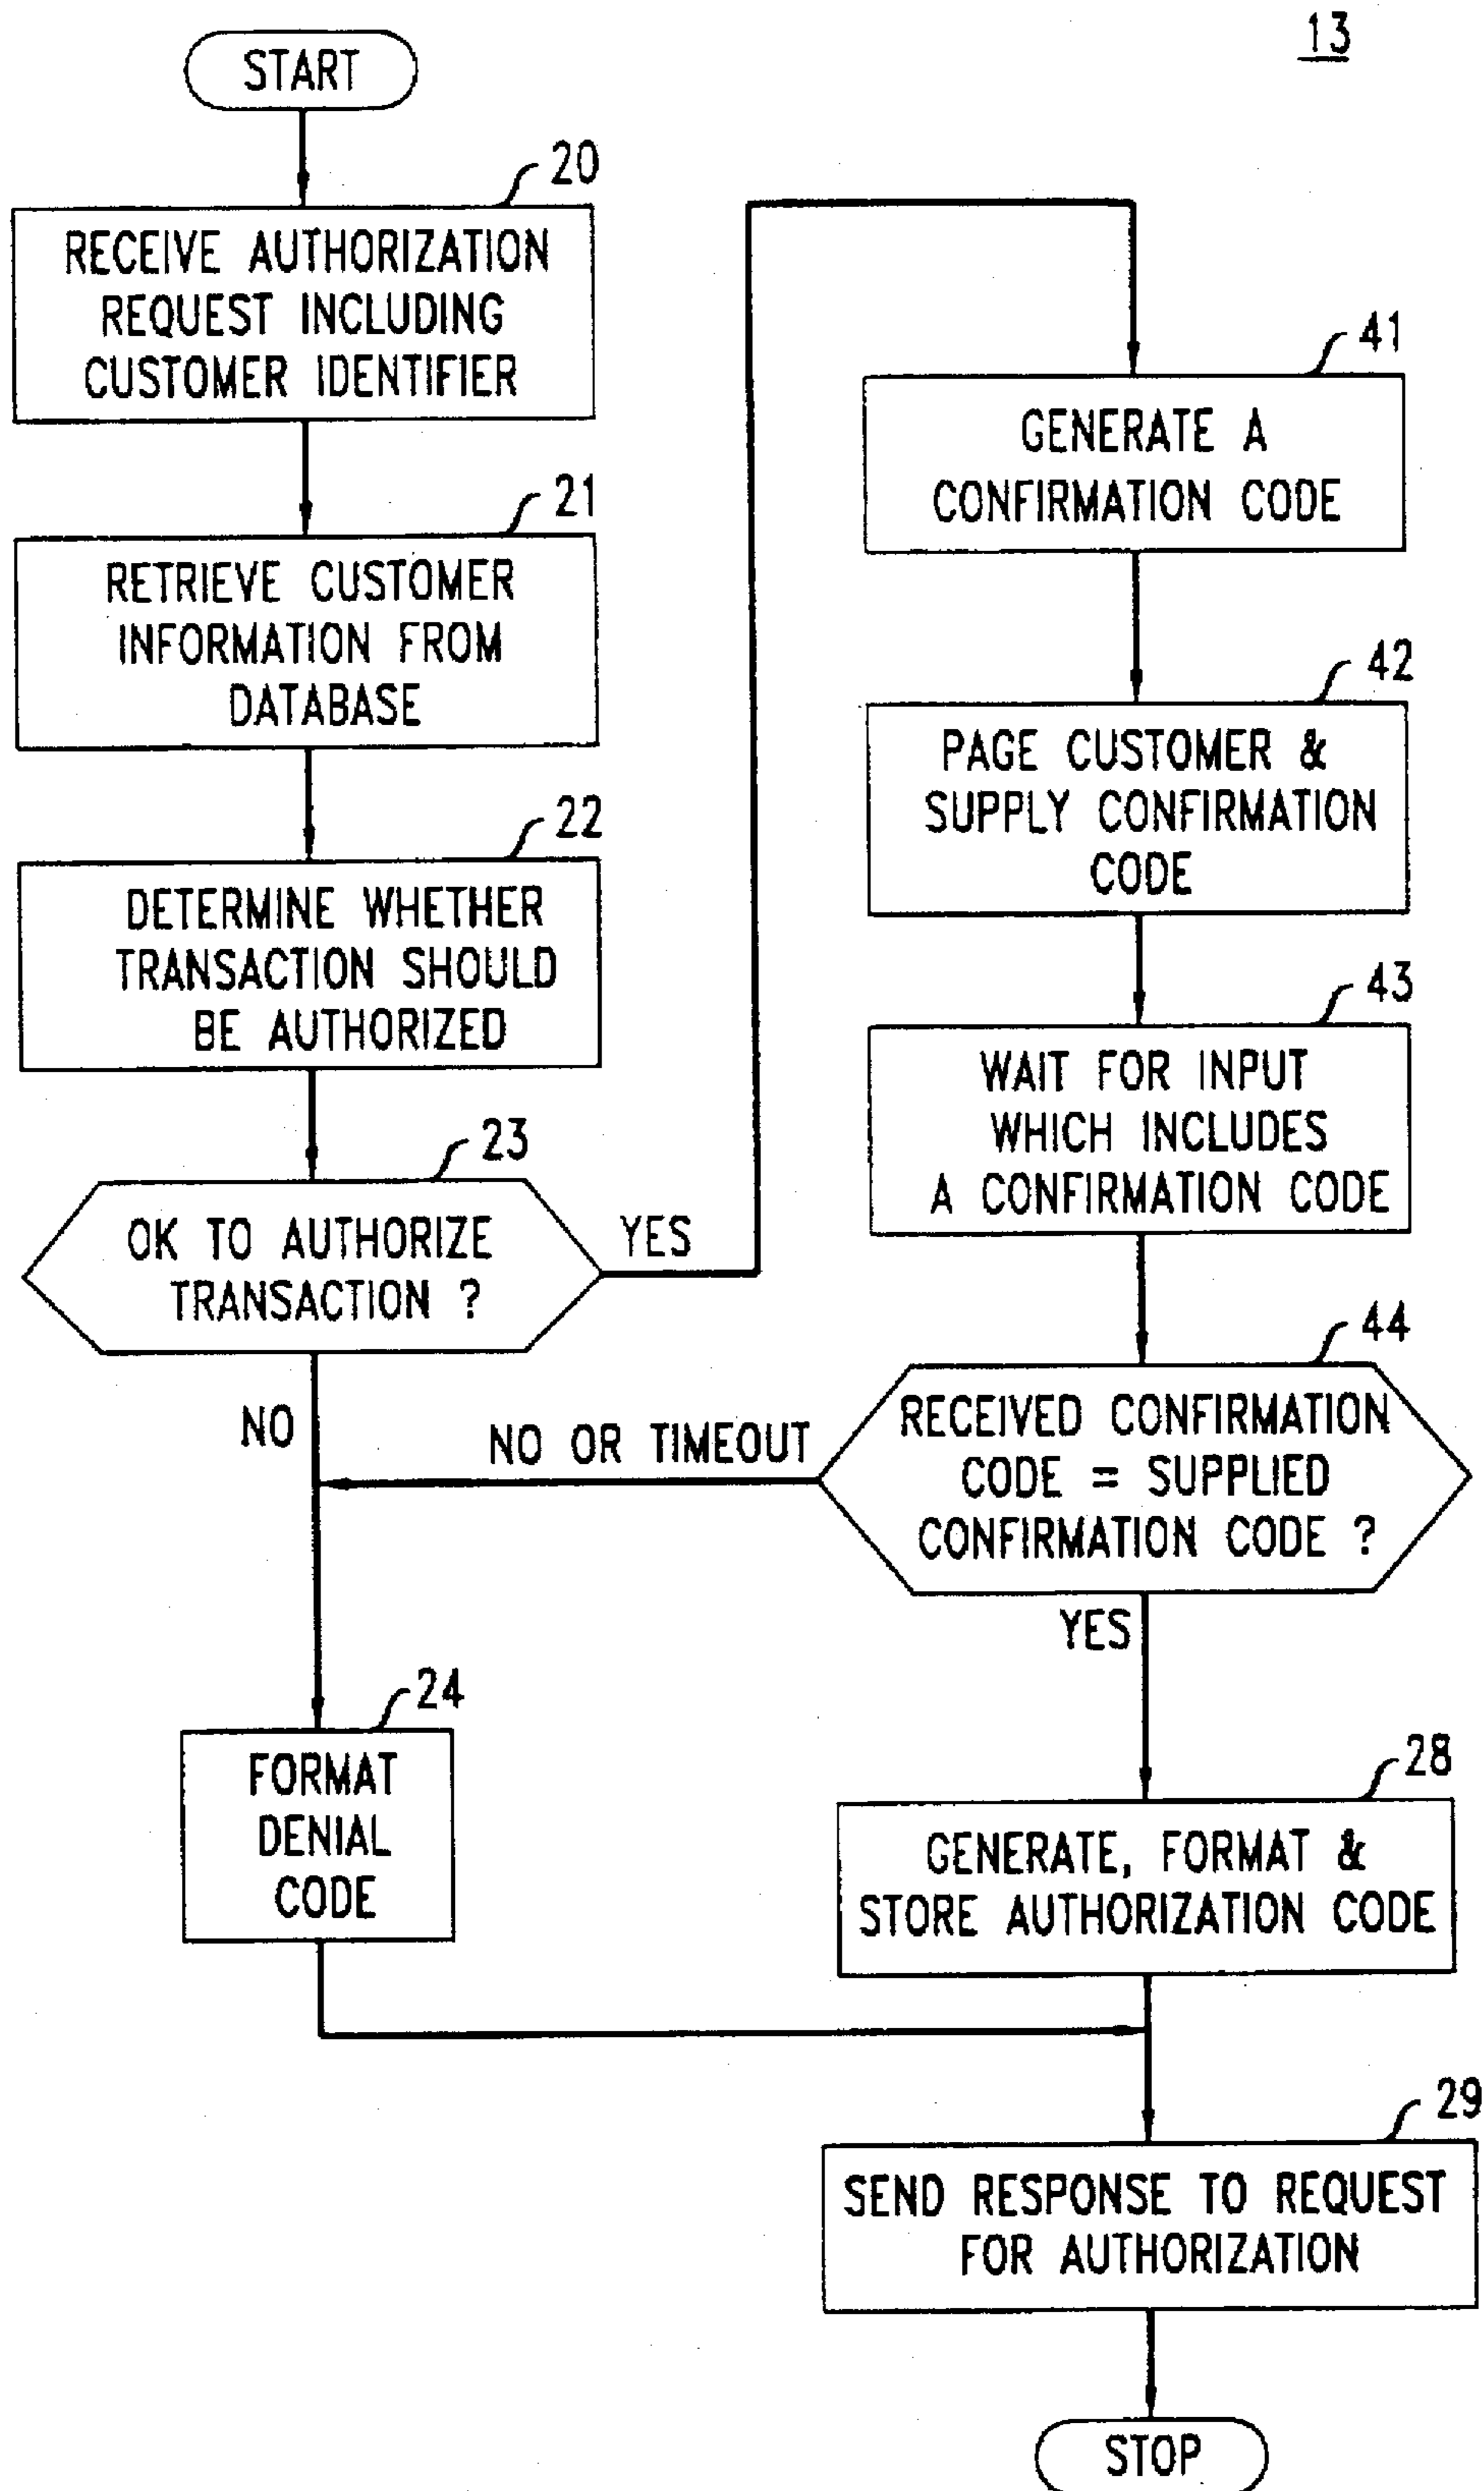 13
START
20
RECEIVE AUTHORIZATION
REQUEST INCLUDING
CUSTOMER IDENTIFIER
21
RETRIEVE CUSTOMER
INFORMATION FROM
DATABASE
22
DETERMINE WHETHER
TRANSACTION SHOULD
BE AUTHORIZED
23
OK TO AUTHORIZE
TRANSACTION ?
YES
NO
41
GENERATE A
CONFIRMATION CODE
42
PAGE CUSTOMER &
SUPPLY CONFIRMATION
CODE
43
WAIT FOR INPUT
WHICH INCLUDES
A CONFIRMATION CODE
44
RECEIVED CONFIRMATION
CODE = SUPPLIED
CONFIRMATION CODE ?
NO OR TIMEOUT
YES
24
FORMAT
DENIAL
CODE
28
GENERATE, FORMAT &
STORE AUTHORIZATION CODE
29
SEND RESPONSE TO REQUEST
FOR AUTHORIZATION
STOP